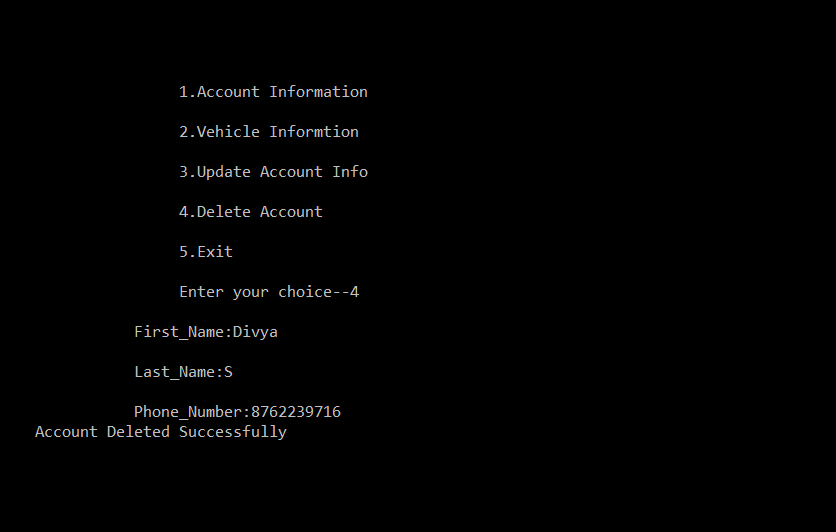 1.Account Information
2.Vehicle Informtion
3.Update Account Info
4.Delete Account
5.Exit
Enter your choice--4
First_Name:Divya
Last_Name:S
Phone_Number:8762239716
Account Deleted Successfully